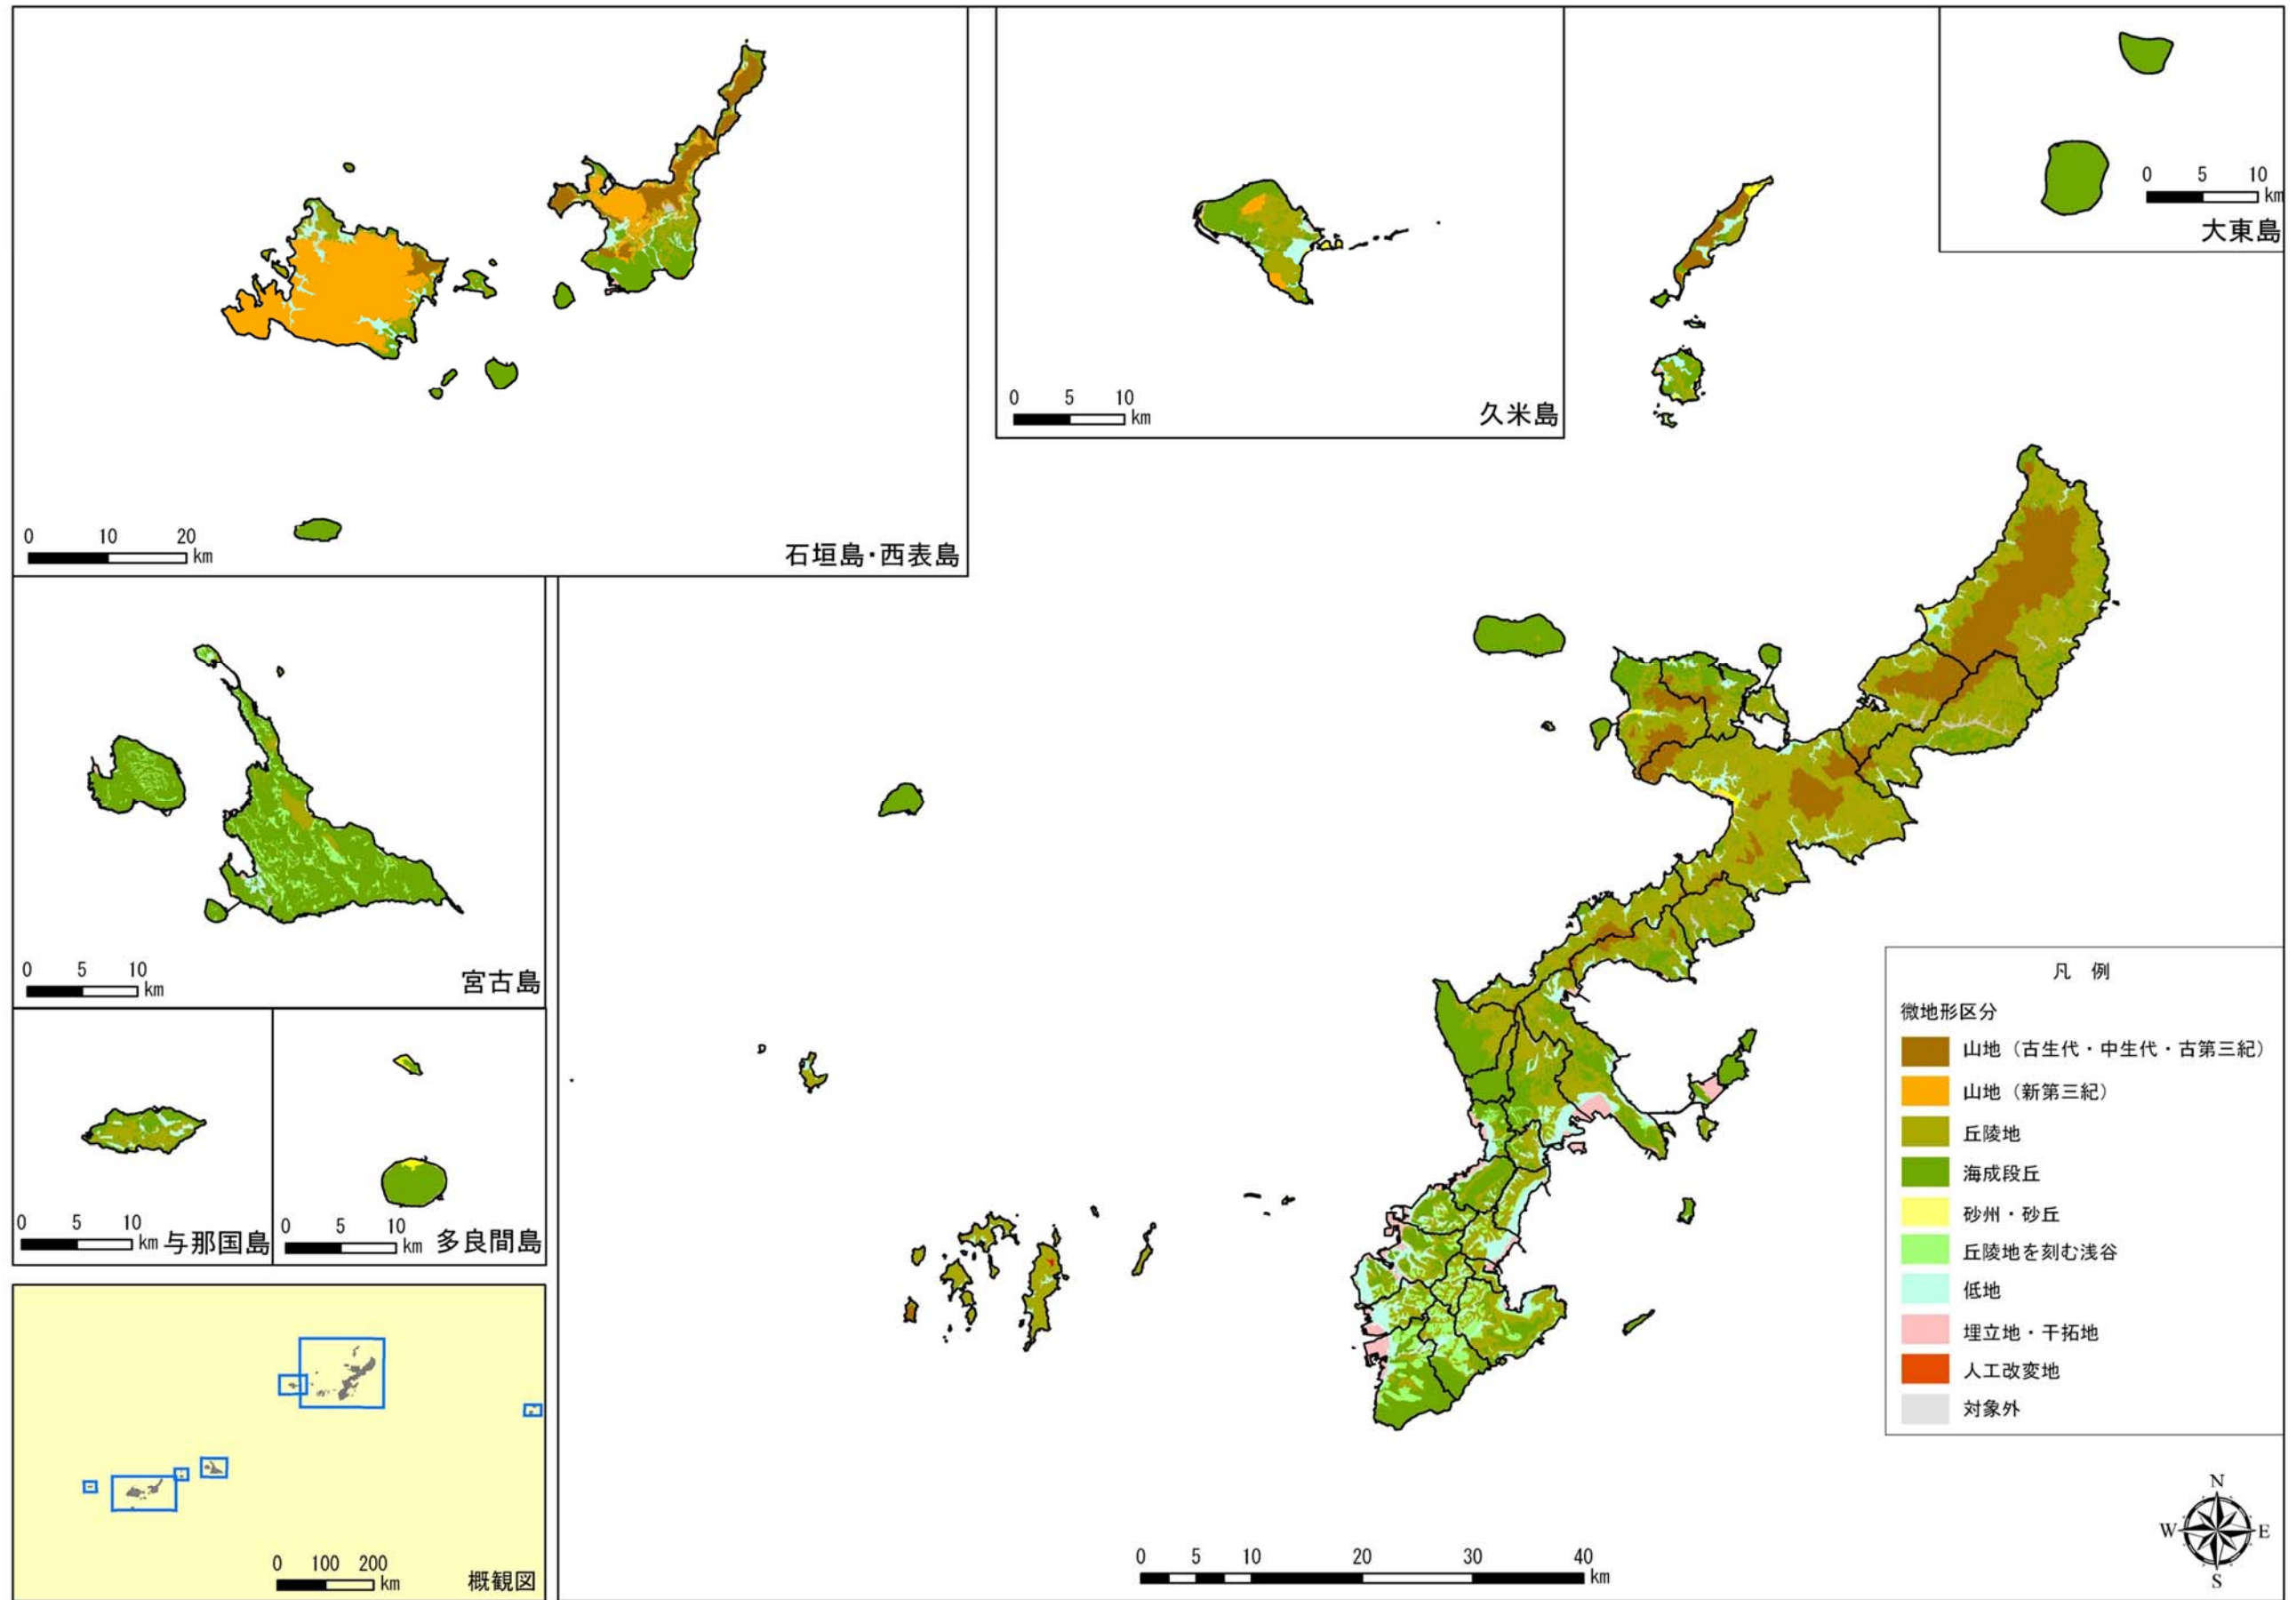 0 10 20
km
石垣島・西表島
0 5 10
km
久米島
0 5 10
km
大東島
0 5 10
km
宮古島
0 5 10
km
与那国島
0 5 10
km
多良間島
0 100 200
km
概観図
凡 例
微地形区分
山地（古生代・中生代・古第三紀）
山地（新第三紀）
丘陵地
海成段丘
砂州・砂丘
丘陵地を刻む浅谷
低地
埋立地・干拓地
人工改変地
対象外
N
W E
S
0 5 10 20 30 40
km